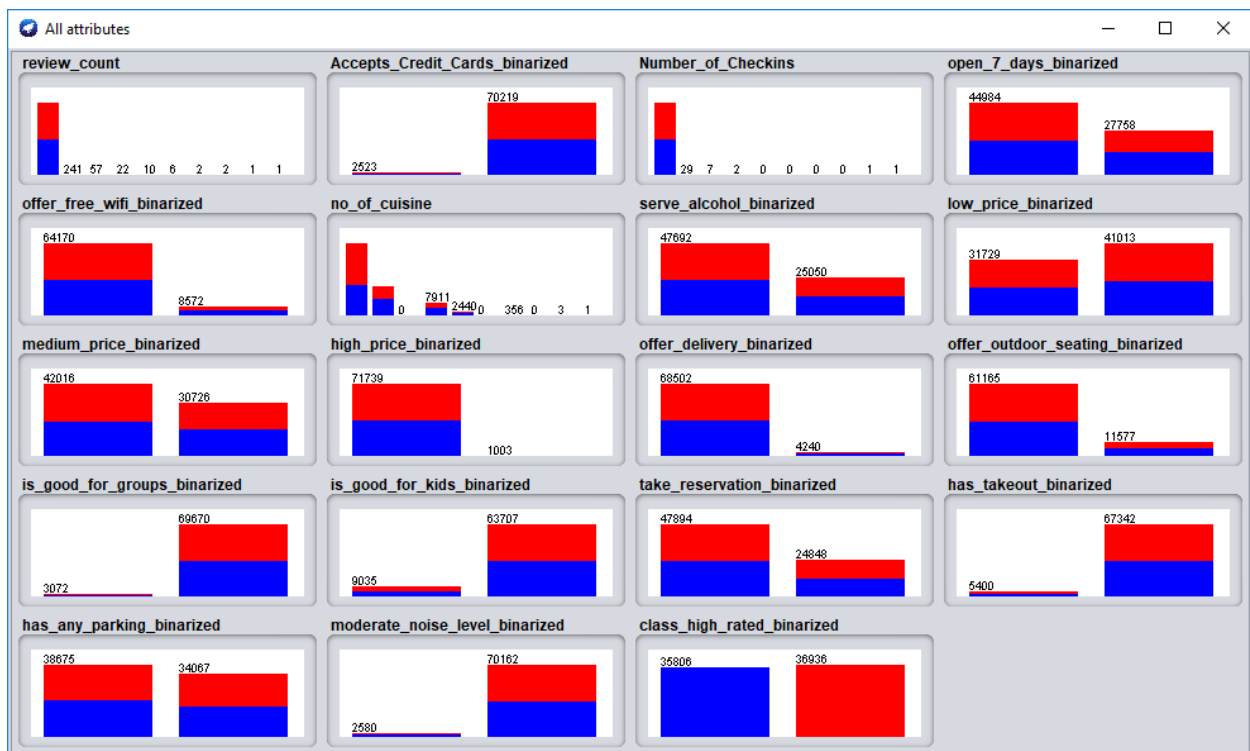 All attributes
review_count Accepts_Credit_Cards_binarized Number_of_Checkins open_7_days_binarized
241 57 22 10 6 2 2 1 1
2523 70219
29 7 2 0 0 0 0 1 1
44984 27758
offer_free_wifi_binarized no_of_cuisine serve_alcohol_binarized low_price_binarized
64170 8572
0 7911 2440 0 356 0 3 1
47692 25050
31729 41013
medium_price_binarized high_price_binarized offer_delivery_binarized offer_outdoor_seating_binarized
42016 30726
71739 1003
68502 4240
61165 11577
is_good_for_groups_binarized is_good_for_kids_binarized take_reservation_binarized has_takeout_binarized
3072 69670
9035 63707
47894 24848
5400 67342
has_any_parking_binarized moderate_noise_level_binarized class_high_rated_binarized
38675 34067
2580 70162
35806 36936